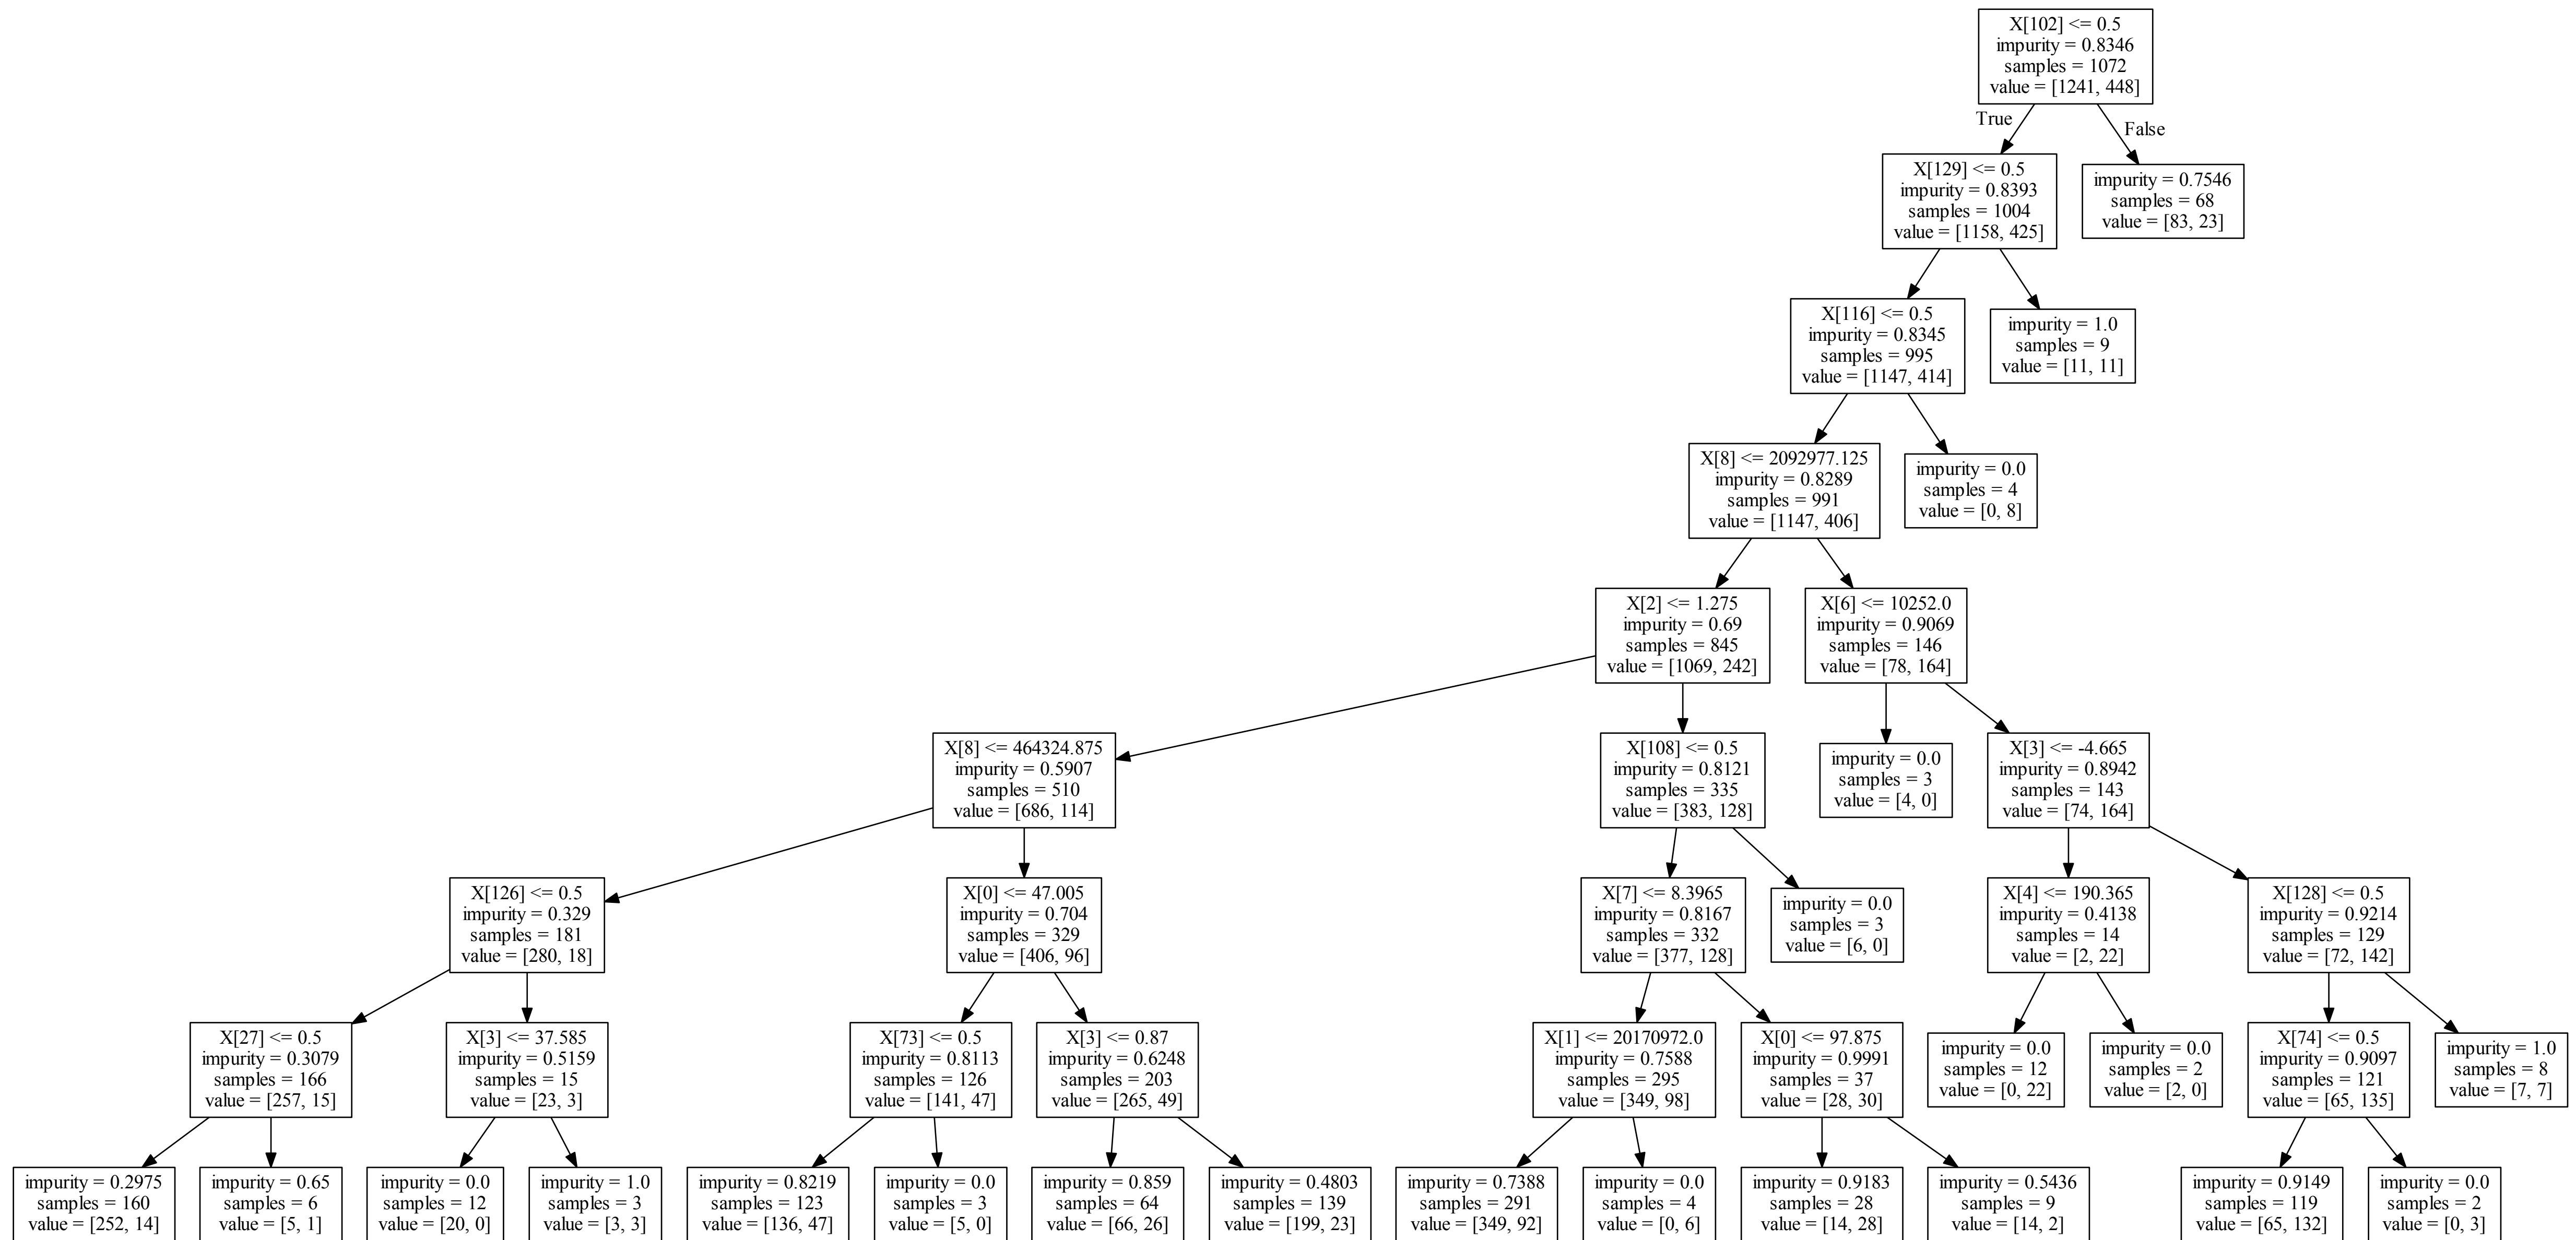 X[102] <= 0.5
impurity = 0.8346
samples = 1072
value = [1241, 448]
True
False
X[129] <= 0.5
impurity = 0.8393
samples = 1004
value = [1158, 425]
impurity = 0.7546
samples = 68
value = [83, 23]
X[116] <= 0.5
impurity = 0.8345
samples = 995
value = [1147, 414]
impurity = 1.0
samples = 9
value = [11, 11]
X[8] <= 2092977.125
impurity = 0.8289
samples = 991
value = [1147, 406]
impurity = 0.0
samples = 4
value = [0, 8]
X[2] <= 1.275
impurity = 0.69
samples = 845
value = [1069, 242]
X[6] <= 10252.0
impurity = 0.9069
samples = 146
value = [78, 164]
X[8] <= 464324.875
impurity = 0.5907
samples = 510
value = [686, 114]
X[108] <= 0.5
impurity = 0.8121
samples = 335
value = [383, 128]
impurity = 0.0
samples = 3
value = [4, 0]
X[3] <= -4.665
impurity = 0.8942
samples = 143
value = [74, 164]
X[126] <= 0.5
impurity = 0.329
samples = 181
value = [280, 18]
X[0] <= 47.005
impurity = 0.704
samples = 329
value = [406, 96]
X[7] <= 8.3965
impurity = 0.8167
samples = 332
value = [377, 128]
impurity = 0.0
samples = 3
value = [6, 0]
X[4] <= 190.365
impurity = 0.4138
samples = 14
value = [2, 22]
X[128] <= 0.5
impurity = 0.9214
samples = 129
value = [72, 142]
X[27] <= 0.5
impurity = 0.3079
samples = 166
value = [257, 15]
X[3] <= 37.585
impurity = 0.5159
samples = 15
value = [23, 3]
X[73] <= 0.5
impurity = 0.8113
samples = 126
value = [141, 47]
X[3] <= 0.87
impurity = 0.6248
samples = 203
value = [265, 49]
X[1] <= 20170972.0
impurity = 0.7588
samples = 295
value = [349, 98]
X[0] <= 97.875
impurity = 0.9991
samples = 37
value = [28, 30]
impurity = 0.0
samples = 12
value = [0, 22]
impurity = 0.0
samples = 2
value = [2, 0]
X[74] <= 0.5
impurity = 0.9097
samples = 121
value = [65, 135]
impurity = 1.0
samples = 8
value = [7, 7]
impurity = 0.2975
samples = 160
value = [252, 14]
impurity = 0.65
samples = 6
value = [5, 1]
impurity = 0.0
samples = 12
value = [20, 0]
impurity = 1.0
samples = 3
value = [3, 3]
impurity = 0.8219
samples = 123
value = [136, 47]
impurity = 0.0
samples = 3
value = [5, 0]
impurity = 0.859
samples = 64
value = [66, 26]
impurity = 0.4803
samples = 139
value = [199, 23]
impurity = 0.7388
samples = 291
value = [349, 92]
impurity = 0.0
samples = 4
value = [0, 6]
impurity = 0.9183
samples = 28
value = [14, 28]
impurity = 0.5436
samples = 9
value = [14, 2]
impurity = 0.9149
samples = 119
value = [65, 132]
impurity = 0.0
samples = 2
value = [0, 3]